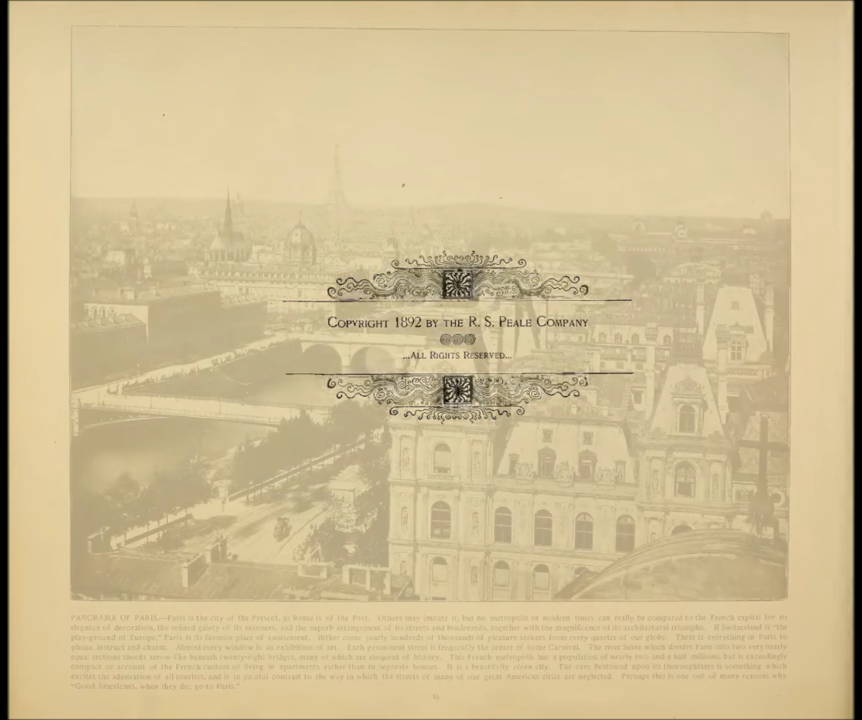 COPYRIGHT 1892 BY THE R. S. PEALE COMPANY
...ALL RIGHTS RESERVED...
PANORAMA OF PARIS.—Paris is the city of the Present, as Rome is of the Past. Others may imitate it, but no metropolis of modern times can really be compared to the French capital for its
elegance of decoration, the refined gaiety of its manners, and the superb arrangement of its streets and boulevards, together with the magnificence of its architectural triumphs. If Switzerland is "the
play-ground of Europe," Paris is its favorite place of amusement. Hither come yearly hundreds of thousands of pleasure seekers from every quarter of our globe. There is everything in Paris to
please, instruct and charm. Almost every window is an exhibition of art. Each prominent street is frequently the centre of some Carnival. The river Seine which divides Paris into two very nearly
equal sections shoots arrow-like beneath twenty-eight bridges, many of which are eloquent of history. This French metropolis has a population of nearly two and a half millions, but is exceedingly
compact on account of the French custom of living in apartments rather than in separate houses. It is a beautifully clean city. The care bestowed upon its thoroughfares is something which
excites the admiration of all tourists, and is in painful contrast to the way in which the streets of many of our great American cities are neglected. Perhaps this is one out of many reasons why
"Good Americans, when they die, go to Paris."